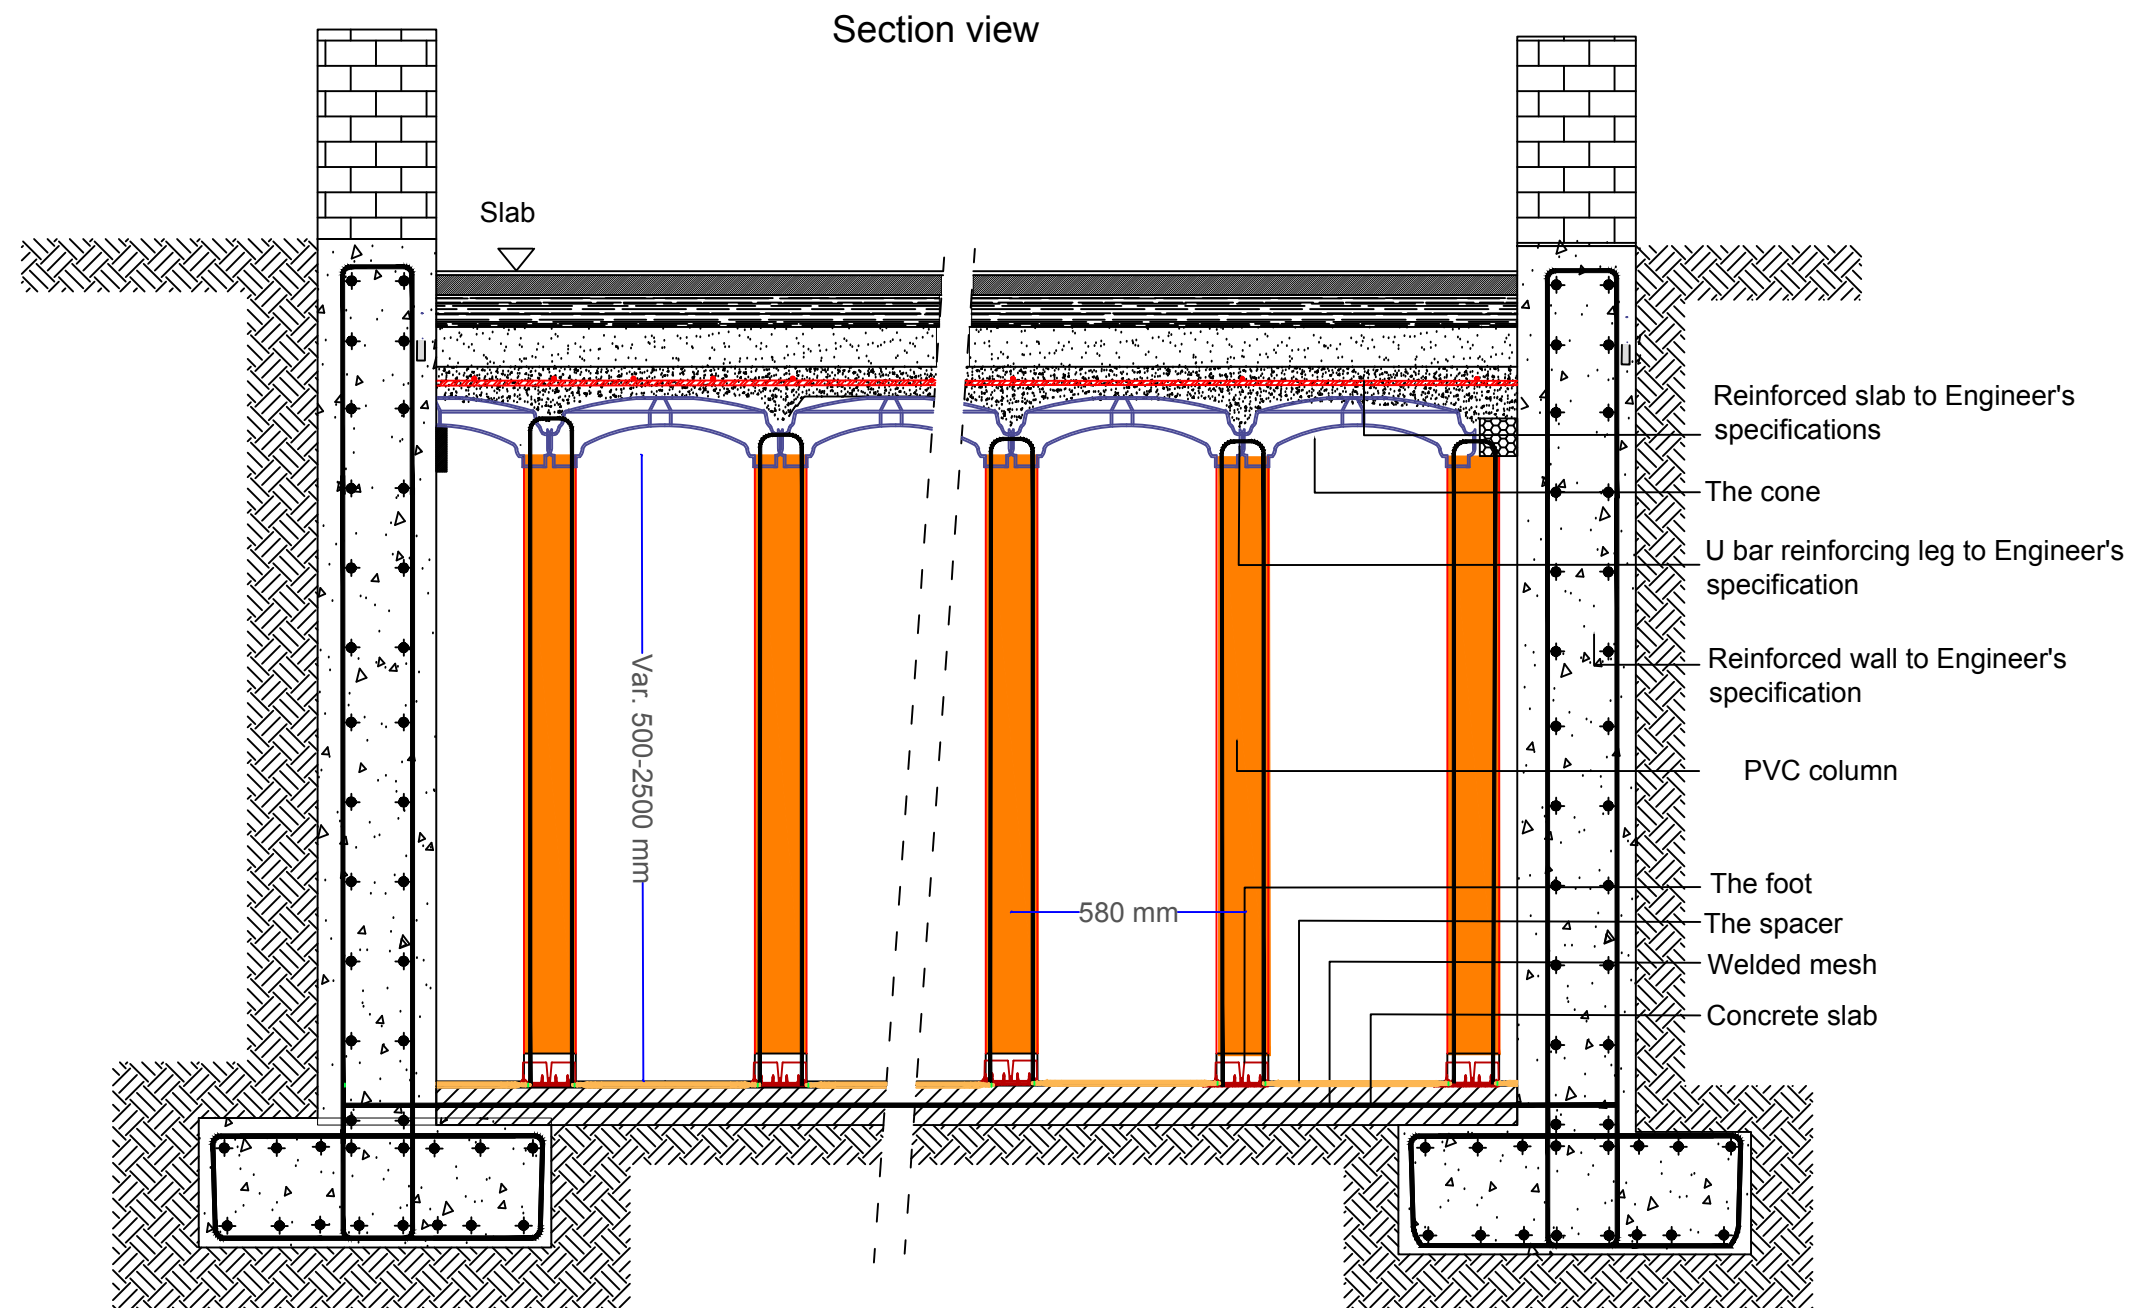 Section view
Slab
Reinforced slab to Engineer's
specifications
The cone
U bar reinforcing leg to Engineer's
specification
Reinforced wall to Engineer's
specification
Var. 500-2500 mm
PVC column
The foot
580 mm
The spacer
Welded mesh
Concrete slab